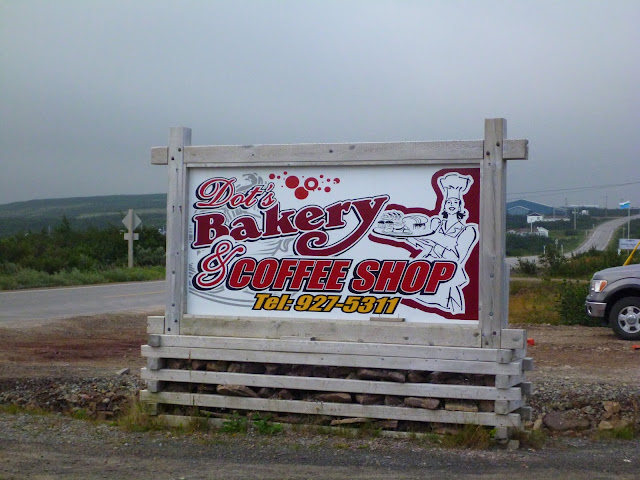 Dot's
Bakery
& COFFEE SHOP
Tel: 927-5311